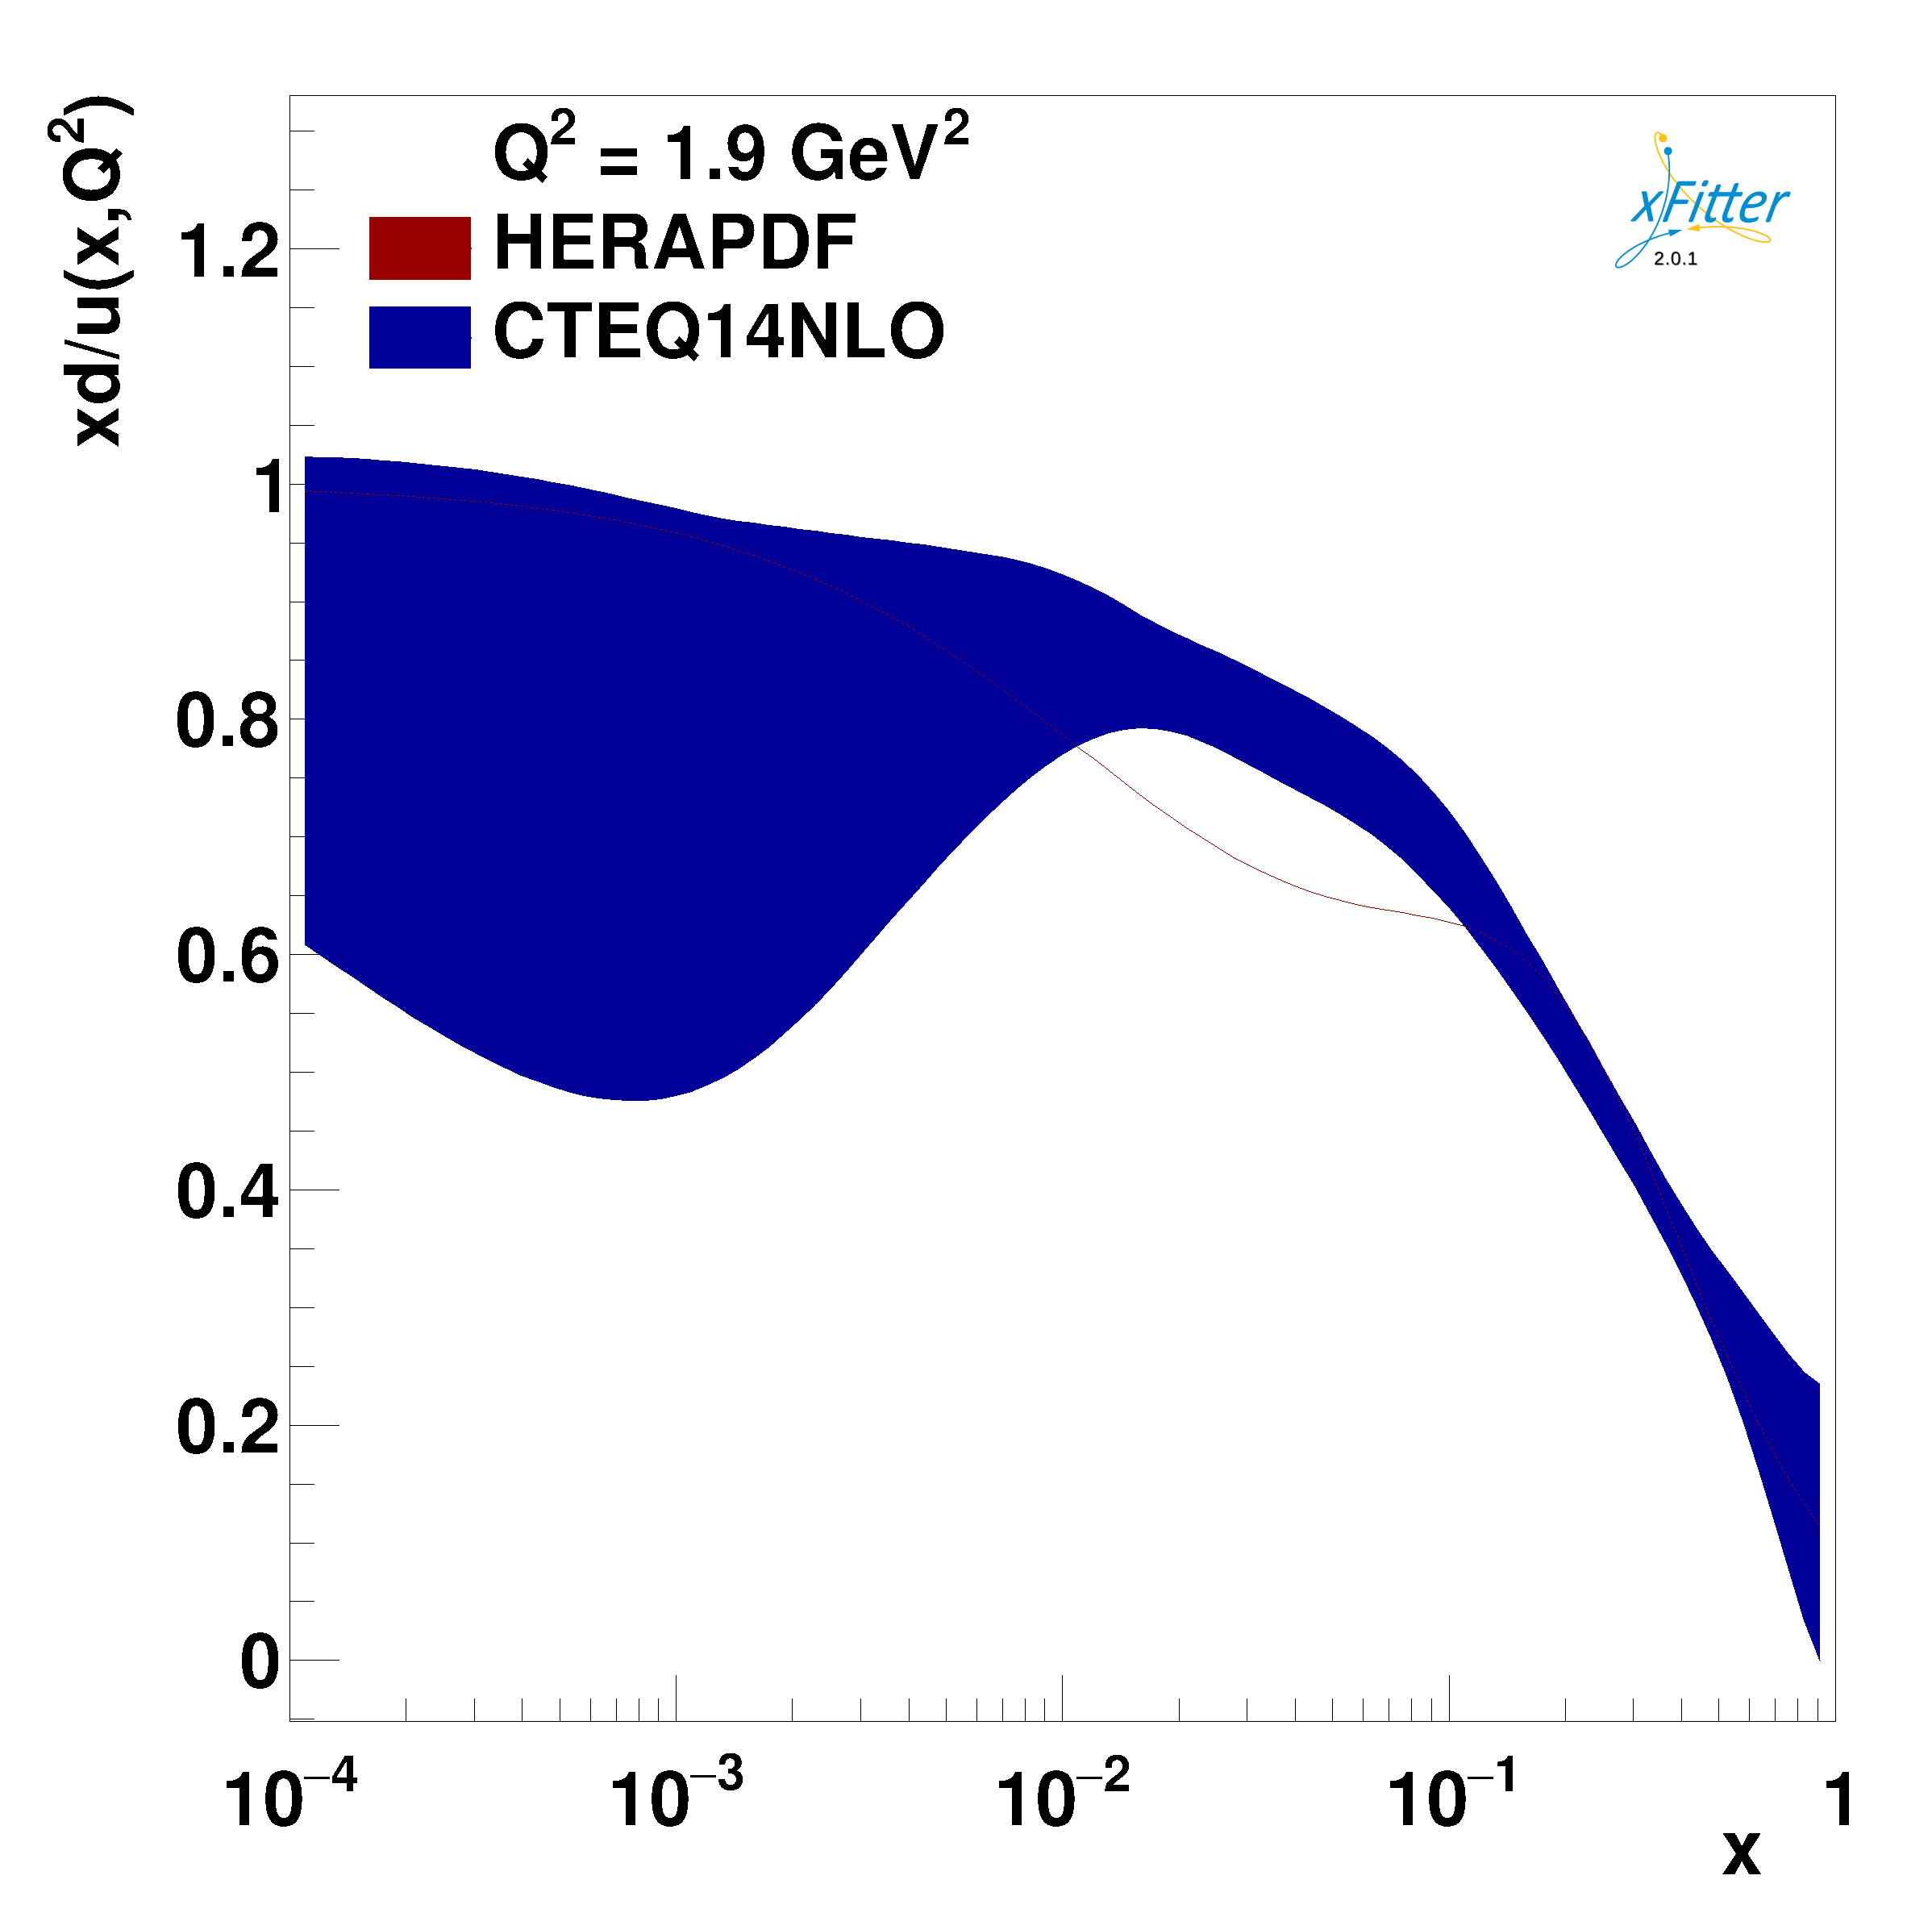 xd/u(x,Q²)
Q² = 1.9 GeV²
HERAPDF
CTEQ14NLO
xFitter
2.0.1
1.2
1
0.8
0.6
0.4
0.2
0
10⁻⁴ 10⁻³ 10⁻² 10⁻¹ 1
x